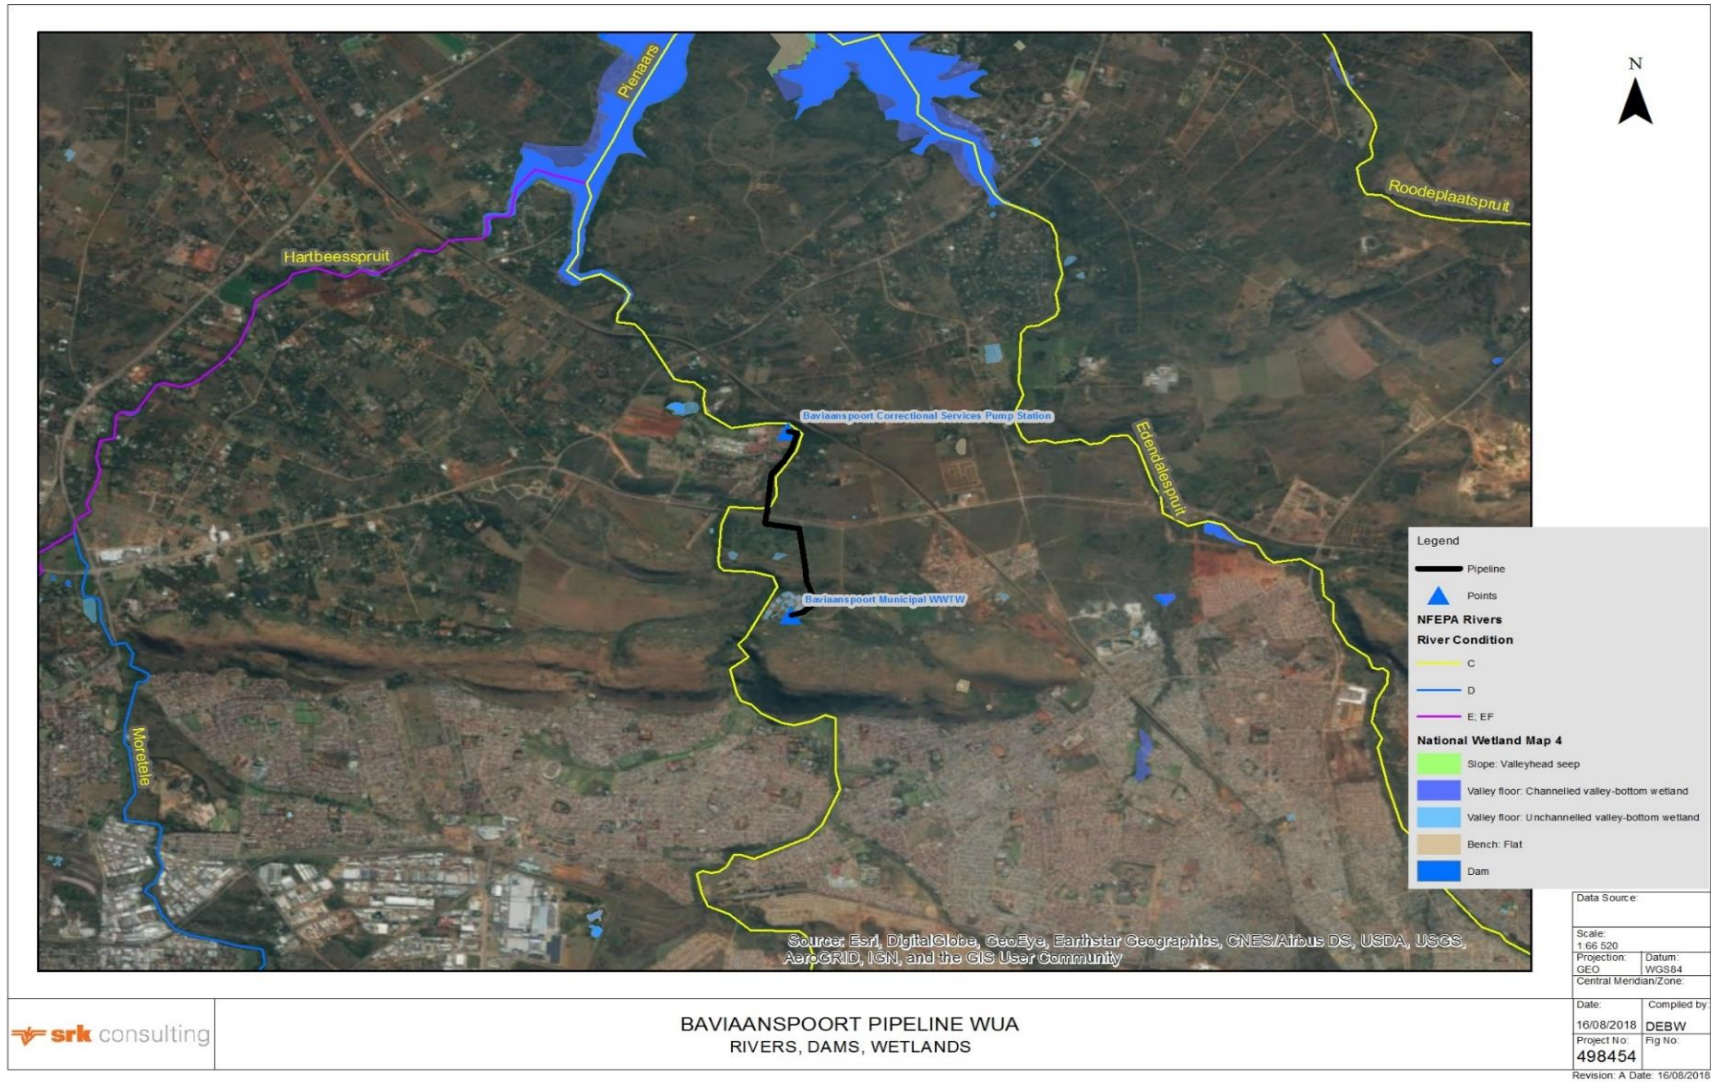 Pienaars
N
Roodeplaatspruit
Hartbeesspruit
Baviaanspoort Correctional Services Pump Station
Edendalespruit
Baviaanspoort Municipal WWTW
Moretele
Legend
Pipeline
Points
NFEPA Rivers
River Condition
C
D
E; EF
National Wetland Map 4
Slope: Valleyhead seep
Valley floor: Channelled valley-bottom wetland
Valley floor: Unchannelled valley-bottom wetland
Bench: Flat
Dam
Source: Esri, DigitalGlobe, GeoEye, Earthstar Geographics, CNES/Airbus DS, USDA, USGS,
AeroGRID, IGN, and the GIS User Community
Data Source:
Scale:
1:66 520
Projection: Datum:
GEO WGS84
Central Meridian/Zone:
Date: Compiled by:
16/08/2018 DEBW
Project No: Fig No:
498454
Revision: A Date: 16/08/2018
srk consulting
BAVIAANSPOORT PIPELINE WUA
RIVERS, DAMS, WETLANDS